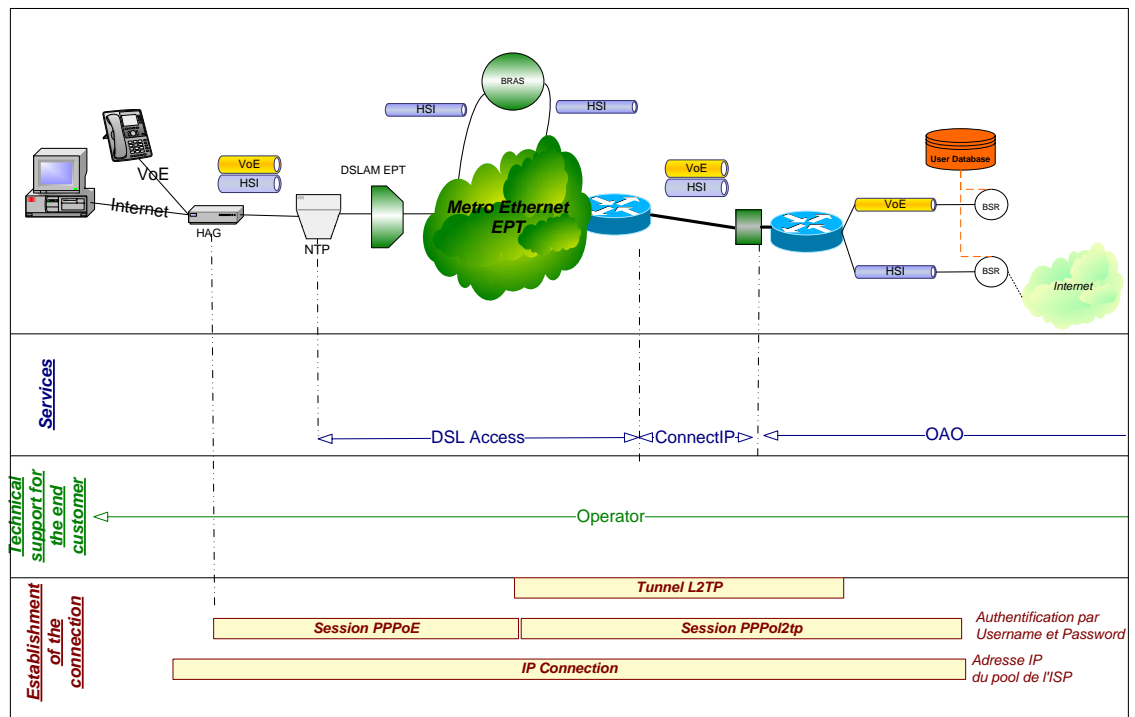 BRAS
HSI
HSI
VoE
Internet
HAG
VoE
HSI
NTP
DSLAM EPT
Metro Ethernet
EPT
VoE
HSI
User Database
VoE
BSR
HSI
BSR
Internet
Services
DSL Access
ConnectIP
OAO
Technical
support for
the end
customer
Operator
Establishment
of the
connection
Tunnel L2TP
Session PPPoE
Session PPPol2tp
Authentification par
Username et Password
IP Connection
Adresse IP
du pool de l'ISP